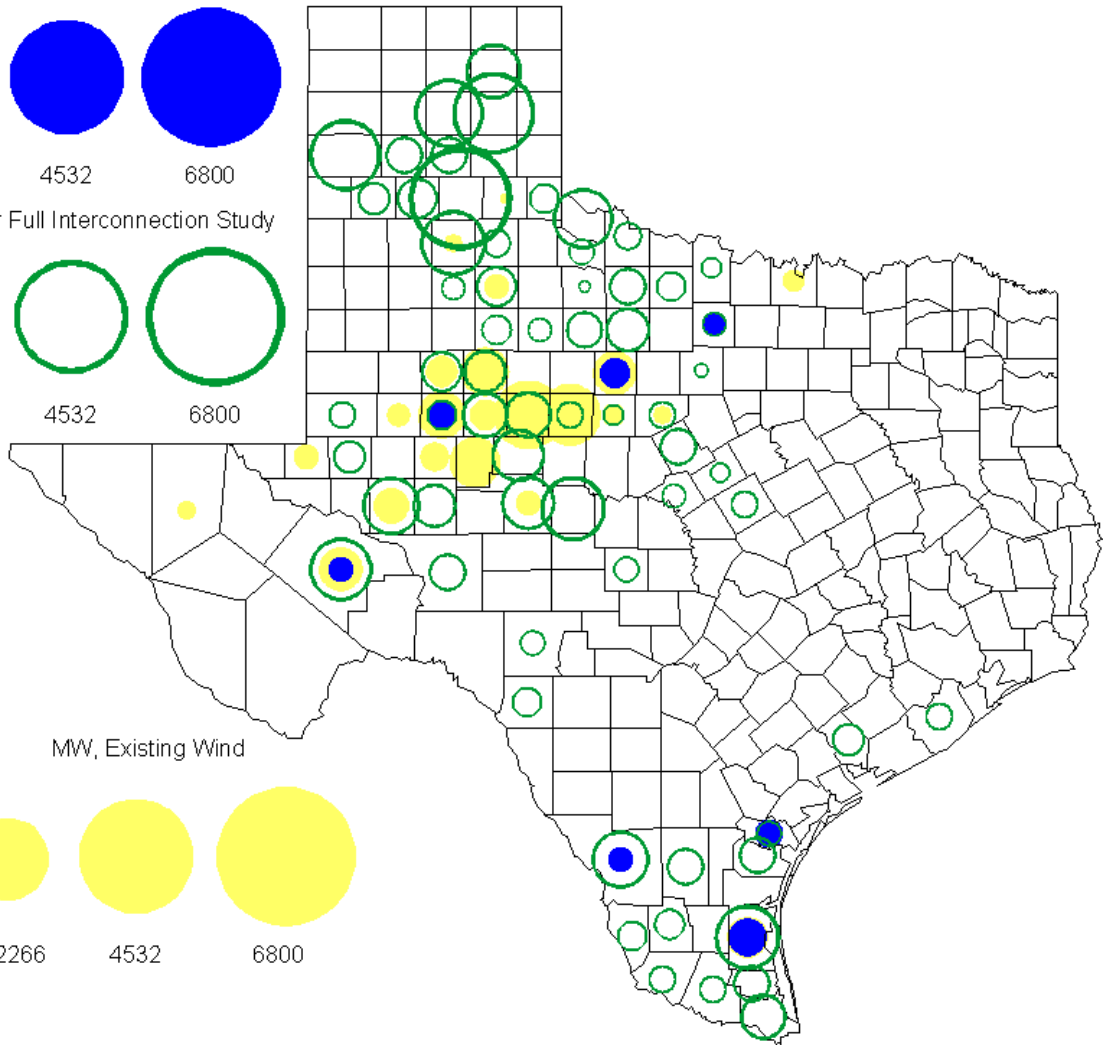 4532 6800
Full Interconnection Study
4532 6800
MW, Existing Wind
2266 4532 6800